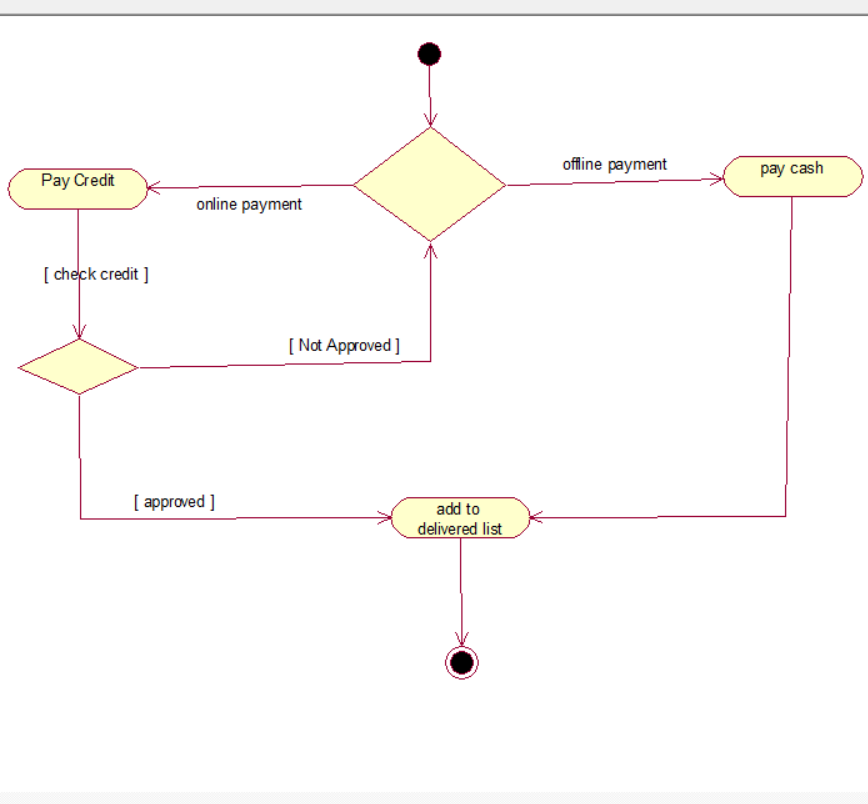 offline payment
pay cash
Pay Credit
online payment
[ check credit ]
[ Not Approved ]
[ approved ]
add to
delivered list